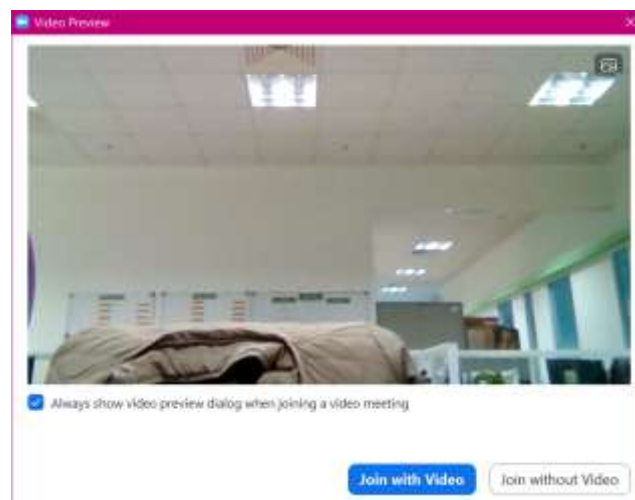 Video Preview
Always show video preview dialog when joining a video meeting
Join with Video
Join without Video